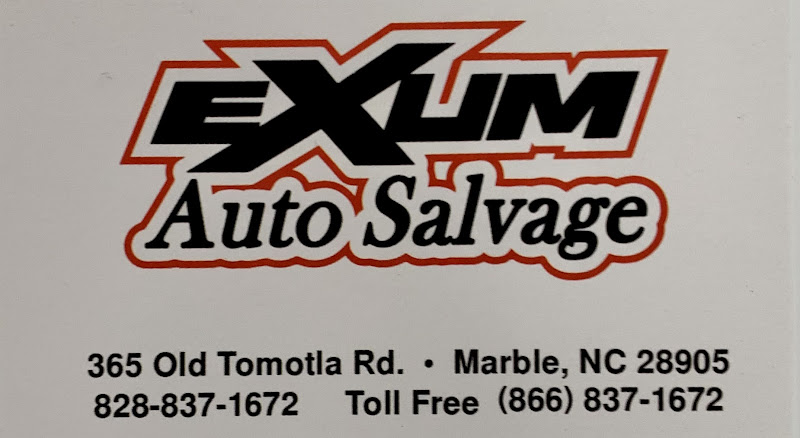 EXUM
Auto Salvage
365 Old Tomotla Rd. • Marble, NC 28905
828-837-1672 Toll Free (866) 837-1672